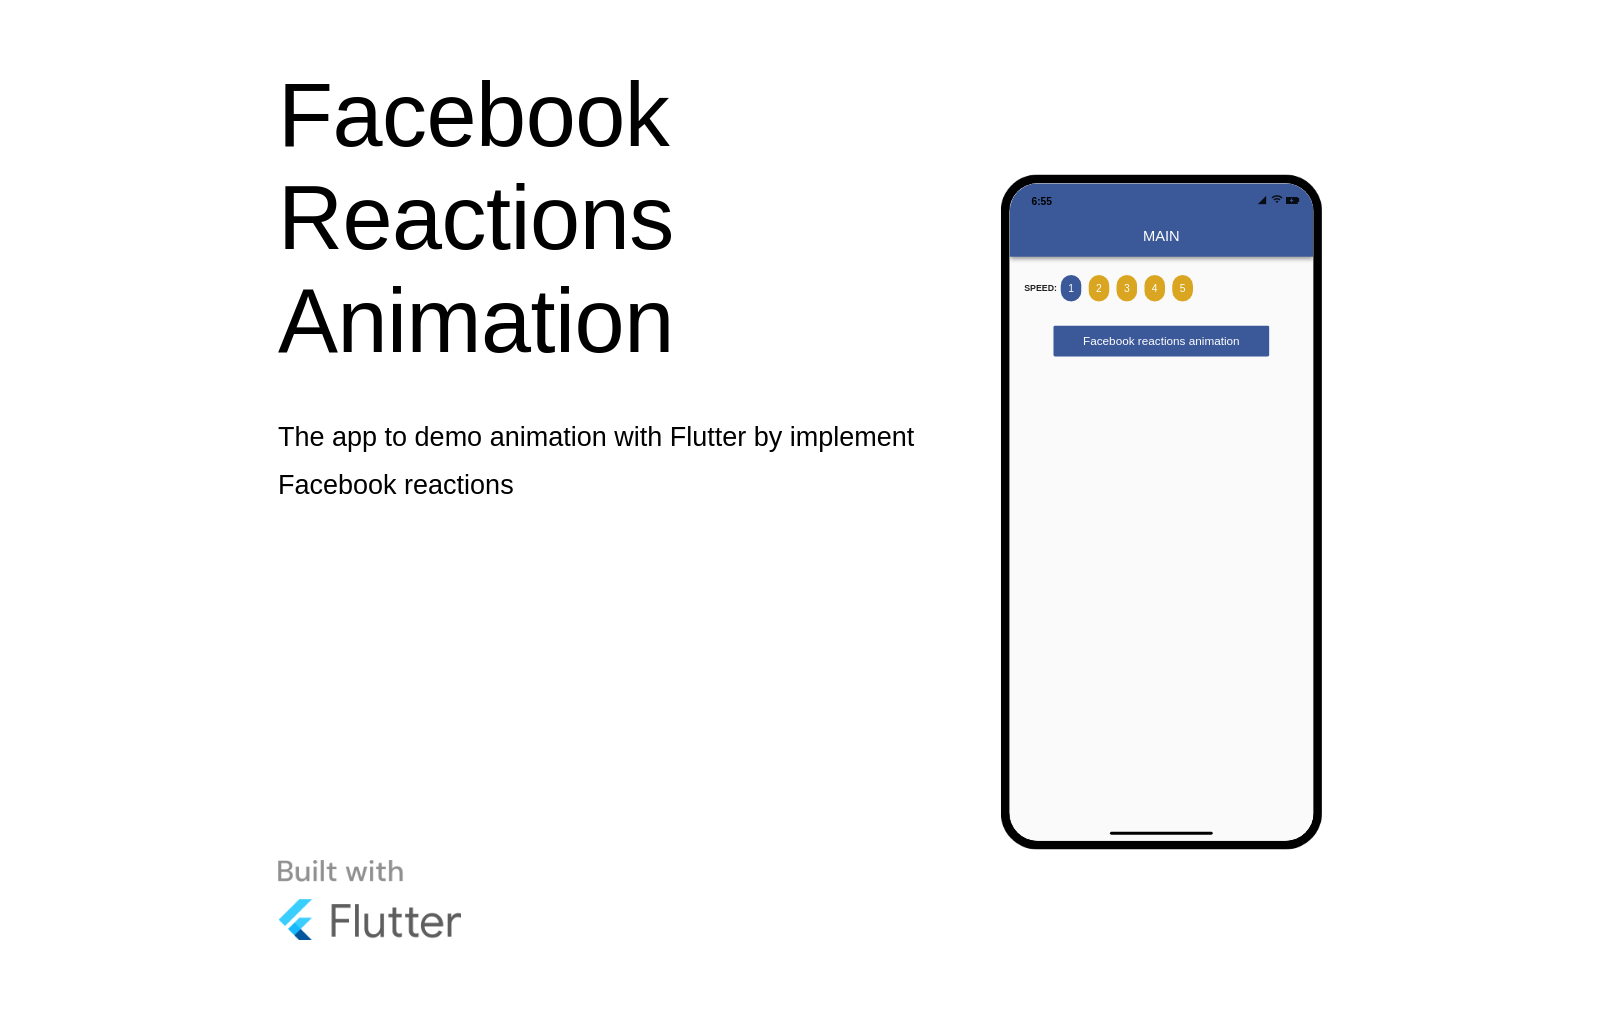 Facebook
Reactions
Animation
The app to demo animation with Flutter by implement
Facebook reactions
Built with
Flutter
6:55
MAIN
SPEED: 1 2 3 4 5
Facebook reactions animation